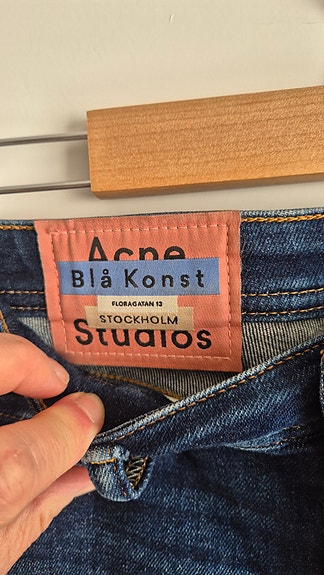 Acne
Blå Konst
FLORAGATAN 13
STOCKHOLM
Studios